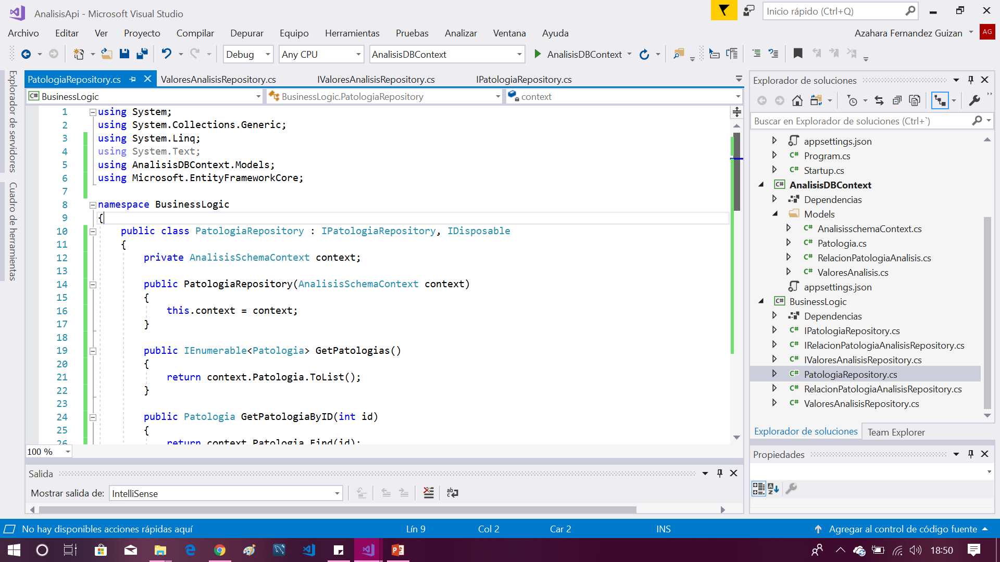 AnalisisApi - Microsoft Visual Studio
Inicio rápido (Ctrl+Q)
Archivo Editar Ver Proyecto Compilar Depurar Equipo Herramientas Pruebas Analizar Ventana Ayuda
Azahara Fernandez Guizan AG
Debug Any CPU AnalisisDBContext AnalisisDBContext
Explorador de servidores
Cuadro de herramientas
PatologiaRepository.cs ValoresAnalisisRepository.cs IValoresAnalisisRepository.cs IPatologiaRepository.cs
C# BusinessLogic BusinessLogic.PatologiaRepository context
1 using System;
2 using System.Collections.Generic;
3 using System.Linq;
4 using System.Text;
5 using AnalisisDBContext.Models;
6 using Microsoft.EntityFrameworkCore;
7
8 namespace BusinessLogic
9 {
10 public class PatologiaRepository : IPatologiaRepository, IDisposable
11 {
12 private AnalisisSchemaContext context;
13
14 public PatologiaRepository(AnalisisSchemaContext context)
15 {
16 this.context = context;
17 }
18
19 public IEnumerable<Patologia> GetPatologias()
20 {
21 return context.Patologia.ToList();
22 }
23
24 public Patologia GetPatologiaByID(int id)
25 {
26 return context.Patologia.Find(id);
100 %
Salida
Mostrar salida de: IntelliSense
Explorador de soluciones
Buscar en Explorador de soluciones (Ctrl+`)
appsettings.json
C# Program.cs
C# Startup.cs
C# AnalisisDBContext
Dependencias
Models
C# AnalisisschemaContext.cs
C# Patologia.cs
C# RelacionPatologiaAnalisis.cs
C# ValoresAnalisis.cs
appsettings.json
C# BusinessLogic
Dependencias
C# IPatologiaRepository.cs
C# IRelacionPatologiaAnalisisRepository.cs
C# IValoresAnalisisRepository.cs
C# PatologiaRepository.cs
C# RelacionPatologiaAnalisisRepository.cs
C# ValoresAnalisisRepository.cs
Explorador de soluciones Team Explorer
Propiedades
No hay disponibles acciones rápidas aquí Lín 9 Col 2 Car 2 INS Agregar al control de código fuente
18:50